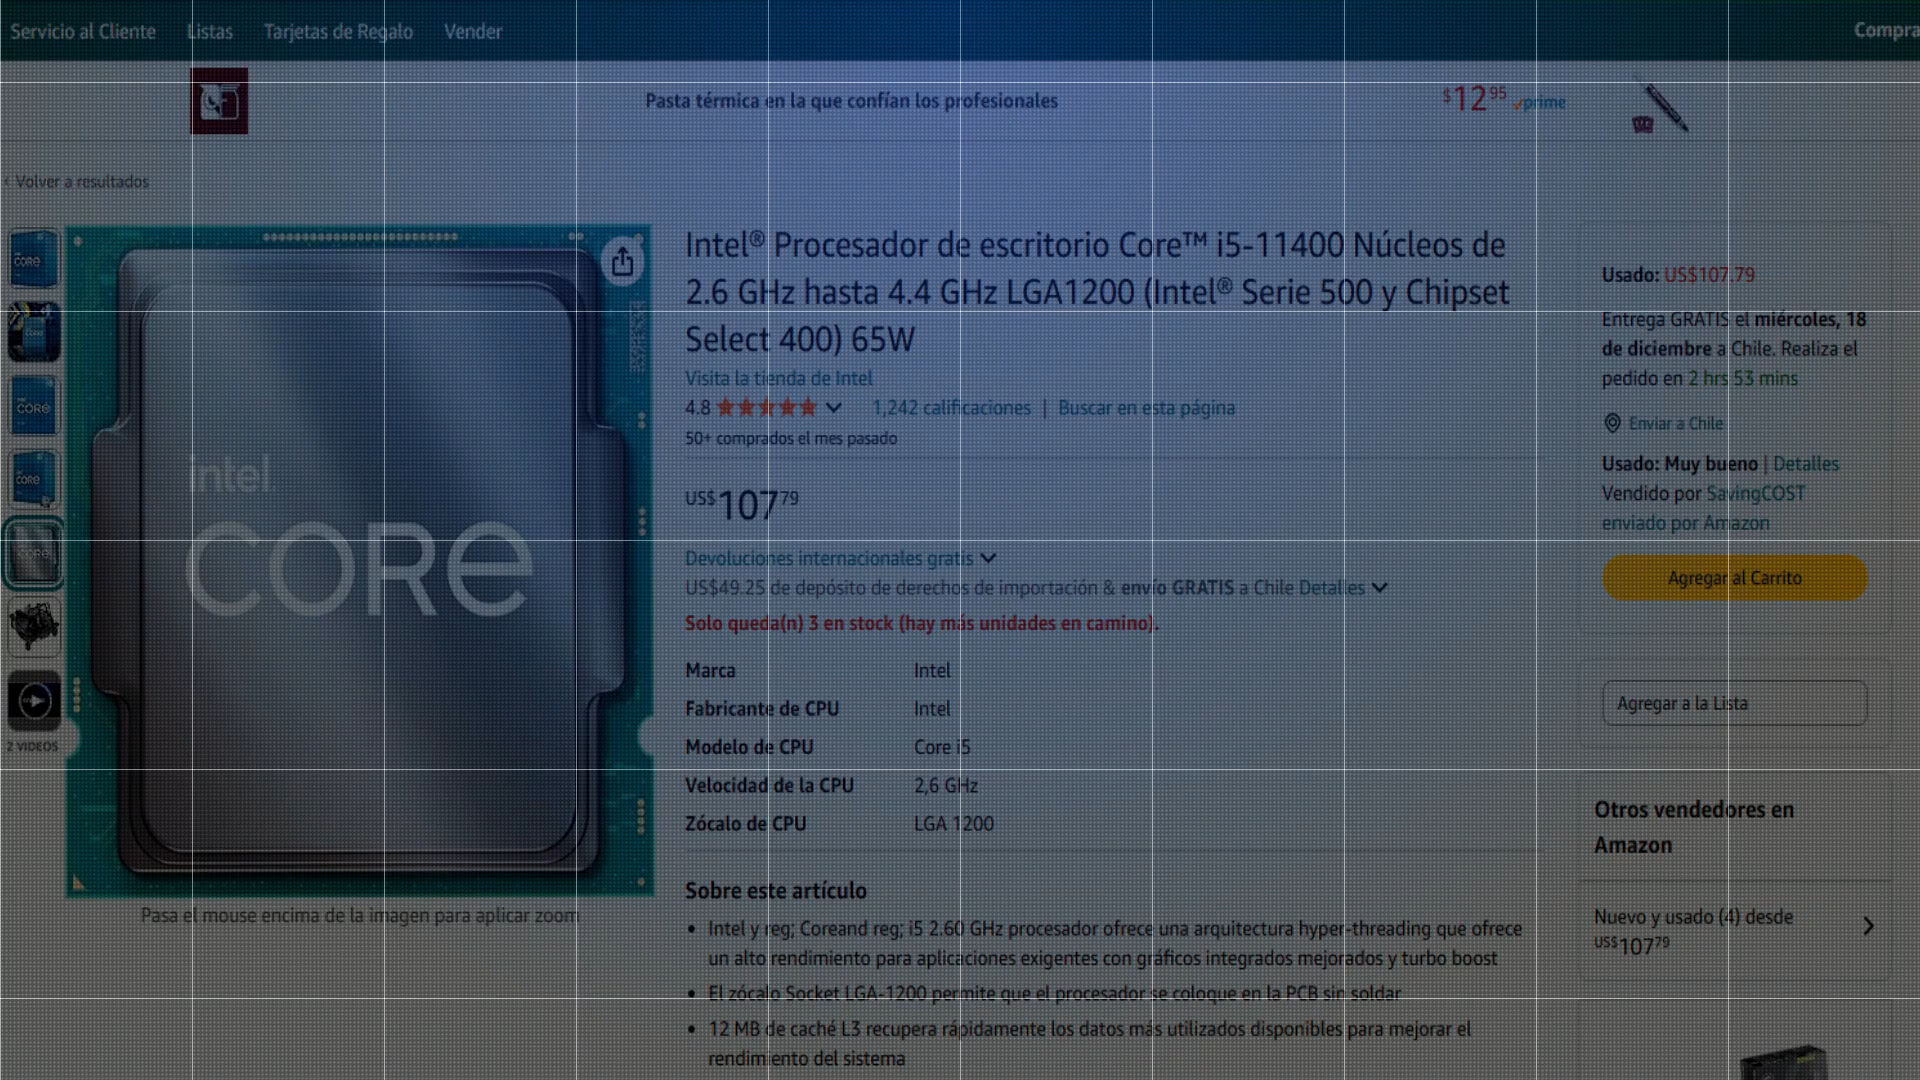 Servicio al Cliente Listas Tarjetas de Regalo Vender Compra
Pasta térmica en la que confían los profesionales $12⁹⁵ prime
‹ Volver a resultados
Intel® Procesador de escritorio Core™ i5-11400 Núcleos de
2.6 GHz hasta 4.4 GHz LGA1200 (Intel® Serie 500 y Chipset
Select 400) 65W
Visita la tienda de Intel
4.8 1,242 calificaciones | Buscar en esta página
50+ comprados el mes pasado
US$107⁷⁹
Devoluciones internacionales gratis
US$49.25 de depósito de derechos de importación & envío GRATIS a Chile Detalles
Solo queda(n) 3 en stock (hay más unidades en camino).
Marca Intel
Fabricante de CPU Intel
Modelo de CPU Core i5
Velocidad de la CPU 2,6 GHz
Zócalo de CPU LGA 1200
Sobre este artículo
• Intel y reg; Coreand reg; i5 2.60 GHz procesador ofrece una arquitectura hyper-threading que ofrece
un alto rendimiento para aplicaciones exigentes con gráficos integrados mejorados y turbo boost
• El zócalo Socket LGA-1200 permite que el procesador se coloque en la PCB sin soldar
• 12 MB de caché L3 recupera rápidamente los datos más utilizados disponibles para mejorar el
rendimiento del sistema
CORE
CORE
CORE
CORE
CORE
2 VIDEOS
intel.
CORE
Pasa el mouse encima de la imagen para aplicar zoom
Usado: US$107.79
Entrega GRATIS el miércoles, 18
de diciembre a Chile. Realiza el
pedido en 2 hrs 53 mins
Enviar a Chile
Usado: Muy bueno | Detalles
Vendido por SavingCOST
enviado por Amazon
Agregar al Carrito
Agregar a la Lista
Otros vendedores en
Amazon
Nuevo y usado (4) desde
US$107⁷⁹